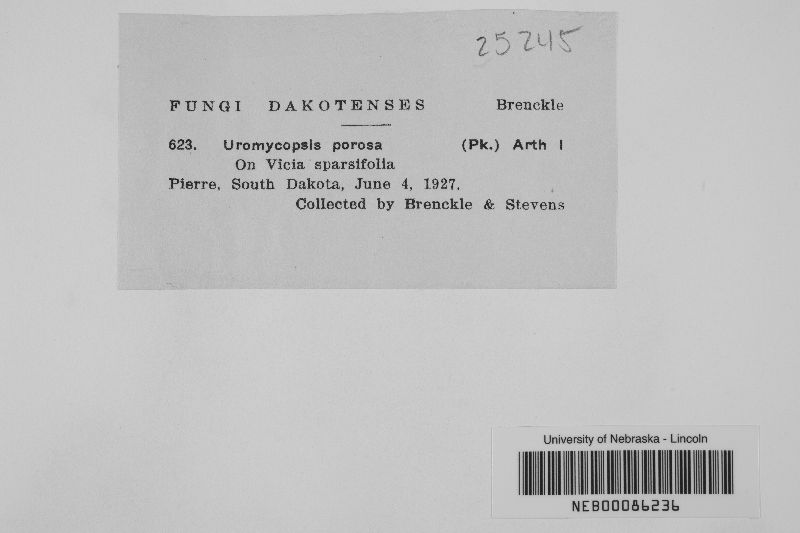 25245
FUNGI DAKOTENSES Brenckle
623. Uromycopsis porosa (Pk.) Arth I
On Vicia sparsifolia
Pierre, South Dakota, June 4, 1927.
Collected by Brenckle & Stevens
University of Nebraska - Lincoln
NEB00086236